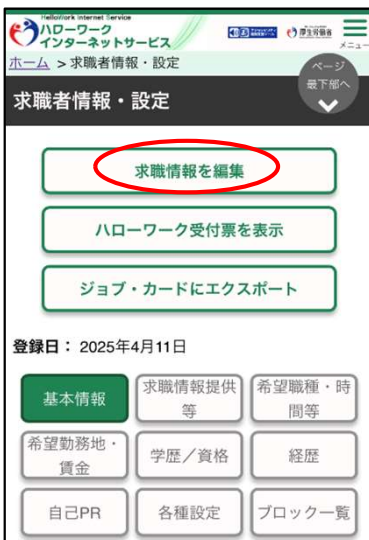 HelloWork Internet Service
ハローワーク
インターネットサービス
厚生労働省
メニュー
ホーム > 求職者情報・設定
ページ
最下部へ
求職者情報・設定
求職情報を編集
ハローワーク受付票を表示
ジョブ・カードにエクスポート
登録日： 2025年4月11日
基本情報
求職情報提供
等
希望職種・時
間等
希望勤務地・
賃金
学歴／資格
経歴
自己PR
各種設定
ブロック一覧